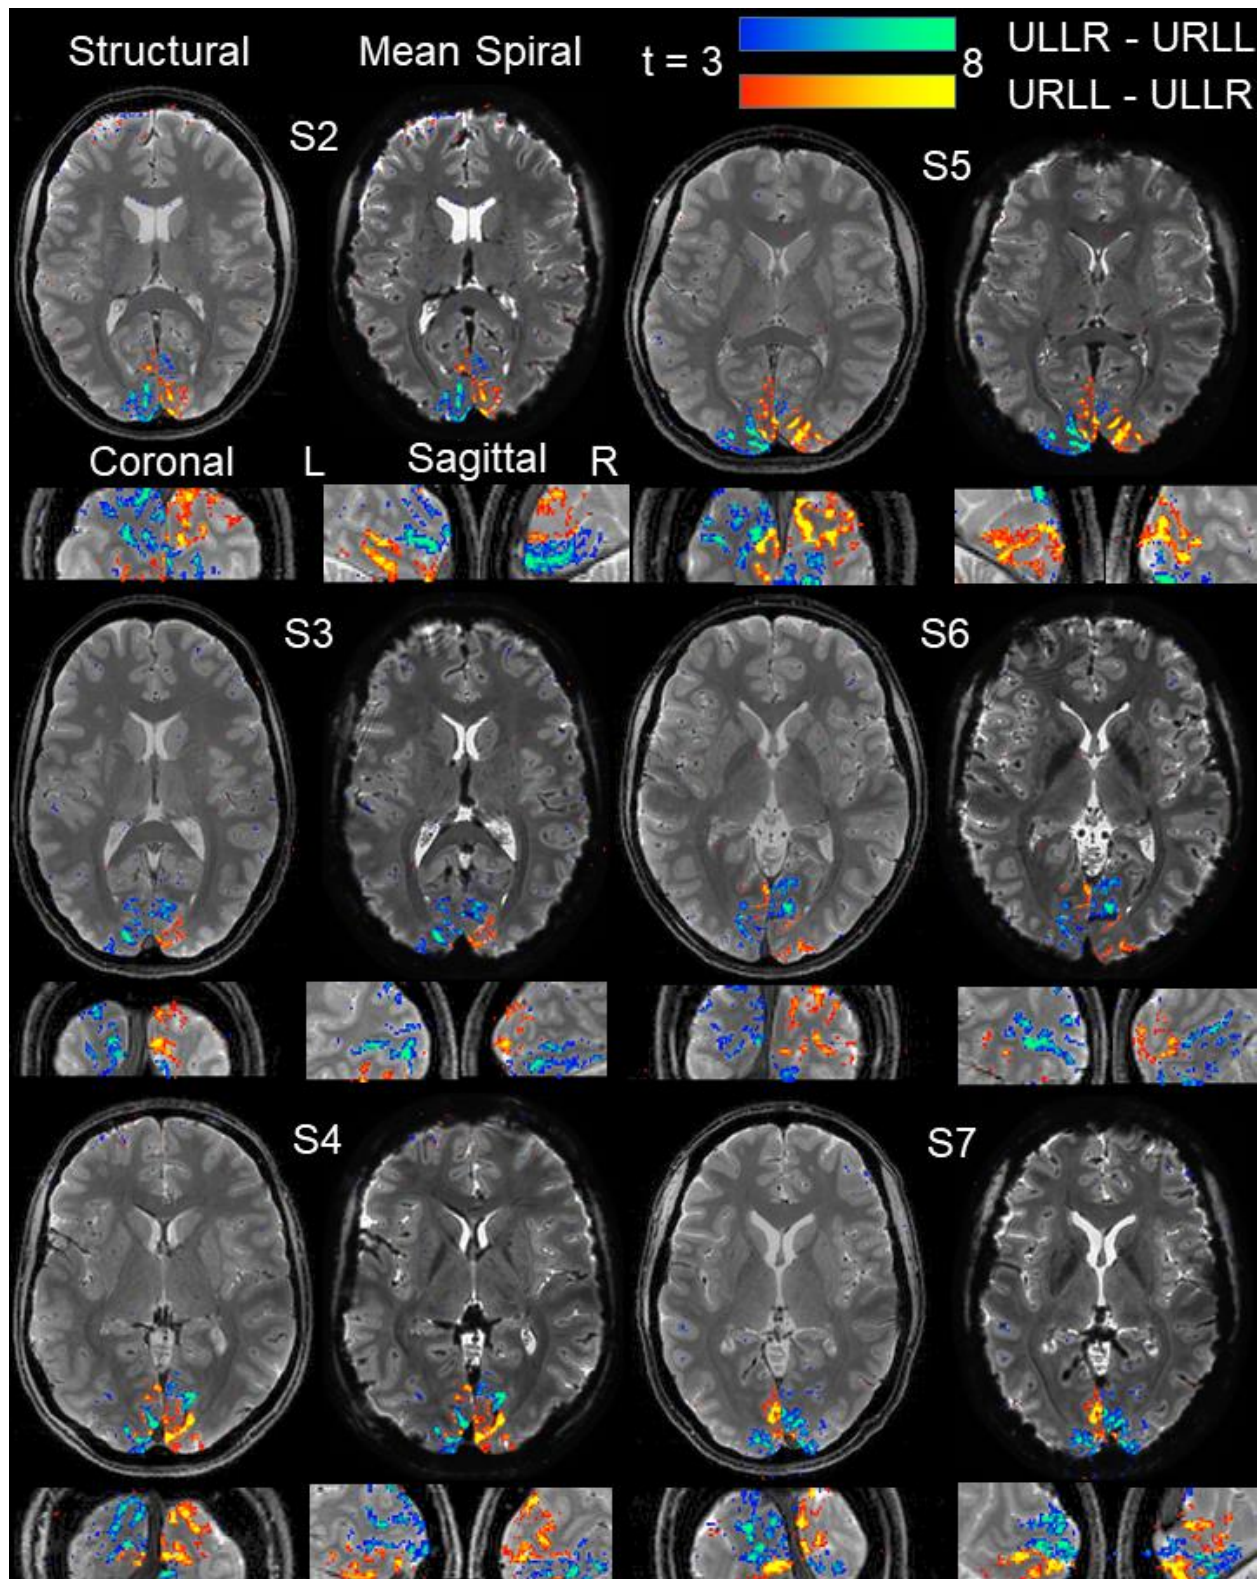 Structural
Mean Spiral
t = 3
8
ULLR - URLL
URLL - ULLR
S2
S5
Coronal
L
Sagittal
R
S3
S6
S4
S7